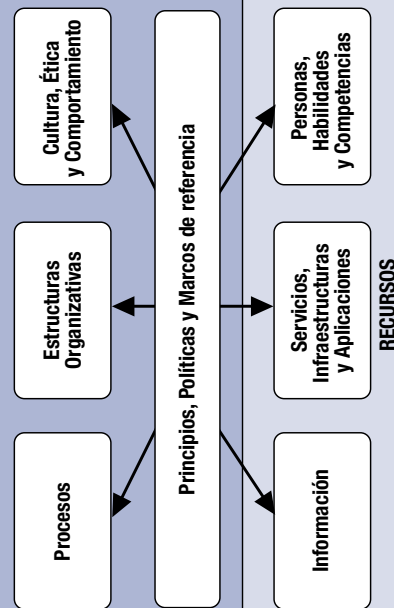 Procesos
Estructuras
Organizativas
Cultura, Ética
y Comportamiento
Principios, Políticas y Marcos de referencia
Información
Servicios,
Infraestructuras
y Aplicaciones
Personas,
Habilidades
y Competencias
RECURSOS